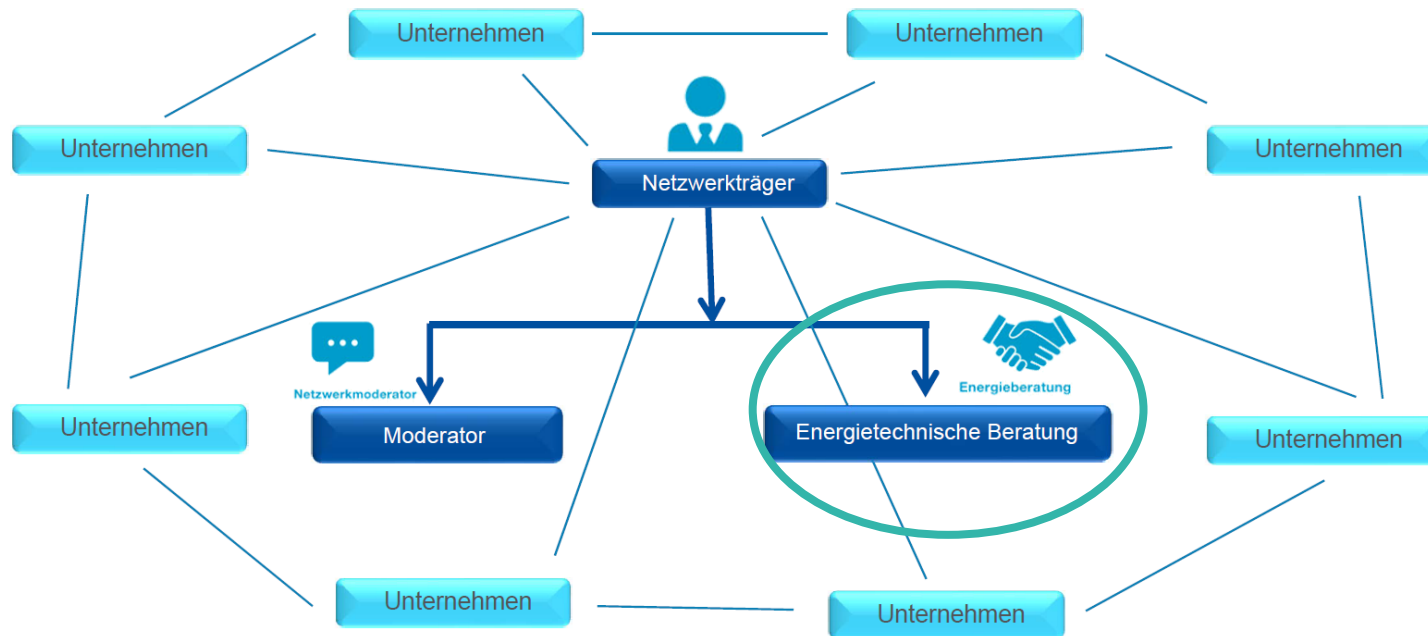 Unternehmen
Unternehmen
Unternehmen
Unternehmen
Netzwerkträger
Netzwerkmoderator
Energieberatung
Unternehmen
Moderator
Energietechnische Beratung
Unternehmen
Unternehmen
Unternehmen